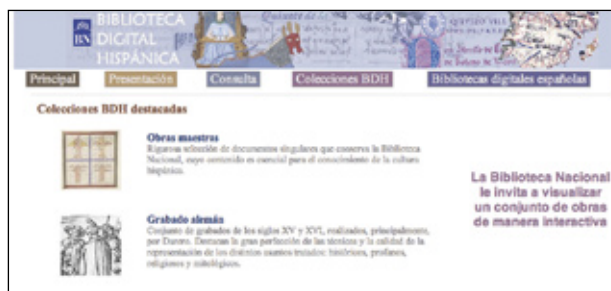 BN
BIBLIOTECA
DIGITAL
HISPÁNICA
Principal
Presentación
Consulta
Colecciones BDH
Bibliotecas digitales españolas
Colecciones BDH destacadas
Obras maestras
Rigurosa selección de documentos singulares que conserva la Biblioteca
Nacional, cuyo contenido es esencial para el conocimiento de la cultura
hispánica.
La Biblioteca Nacional
le invita a visualizar
un conjunto de obras
de manera interactiva
Grabado alemán
Conjunto de grabados de los siglos XV y XVI, realizados, principalmente,
por Durero. Destacan la gran perfección de las técnicas y la calidad de la
representación de los distintos asuntos tratados: históricos, profanos,
religiosos y mitológicos.